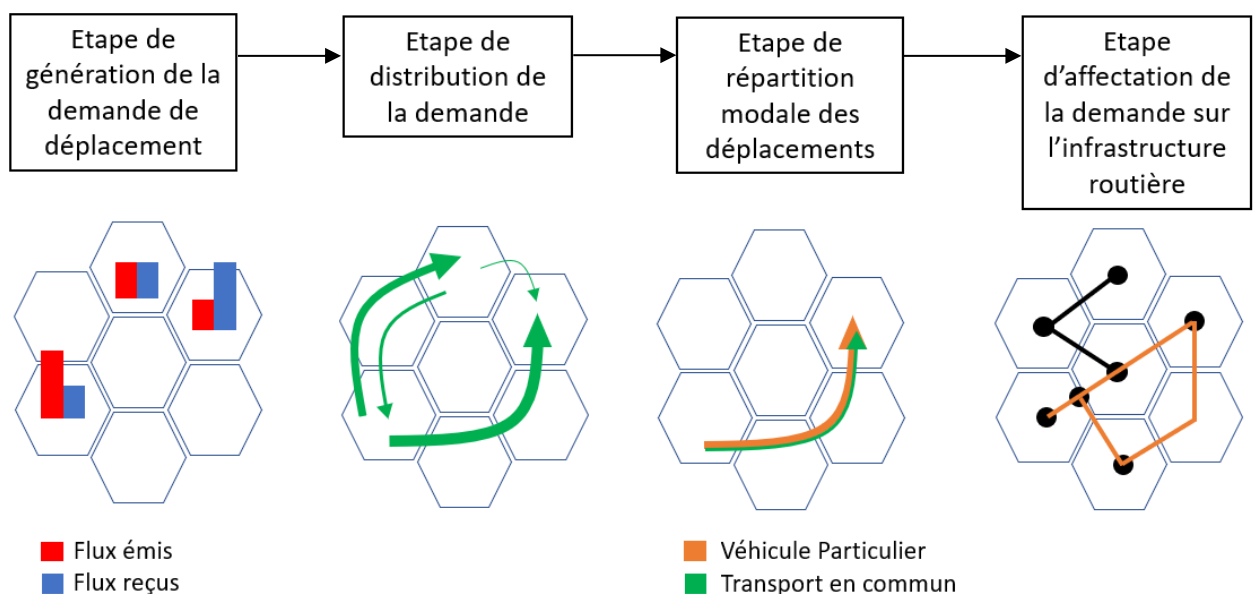 Etape de
génération de la
demande de
déplacement
Etape de
distribution de
la demande
Etape de
répartition
modale des
déplacements
Etape
d'affectation de
la demande sur
l'infrastructure
routière
Flux émis
Flux reçus
Véhicule Particulier
Transport en commun